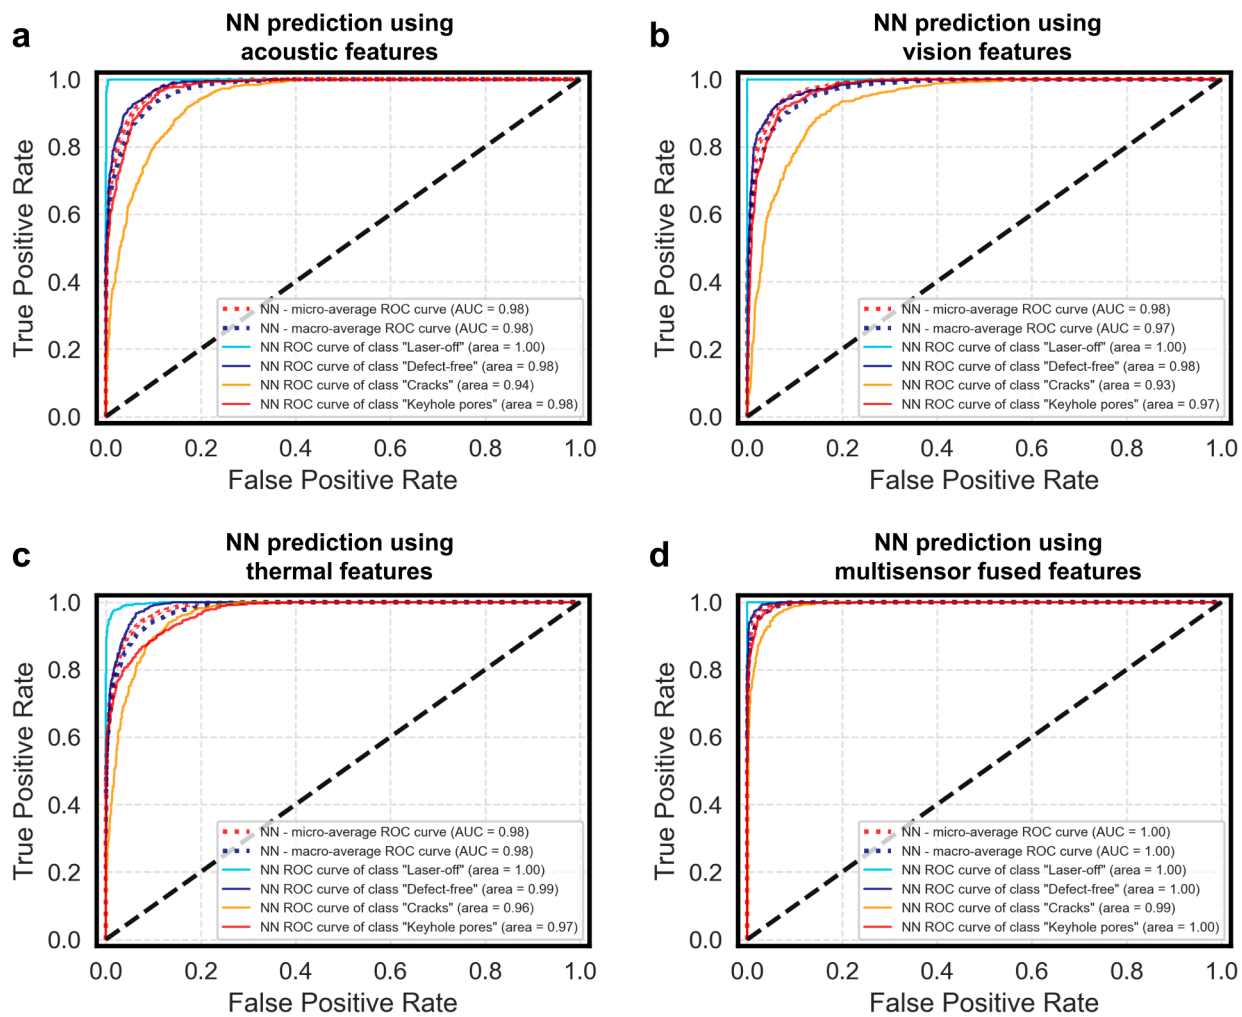 a
NN prediction using
acoustic features
True Positive Rate
1.0
0.8
0.6
0.4
0.2
0.0
NN - micro-average ROC curve (AUC = 0.98)
NN - macro-average ROC curve (AUC = 0.98)
NN ROC curve of class "Laser-off" (area = 1.00)
NN ROC curve of class "Defect-free" (area = 0.98)
NN ROC curve of class "Cracks" (area = 0.94)
NN ROC curve of class "Keyhole pores" (area = 0.98)
0.0 0.2 0.4 0.6 0.8 1.0
False Positive Rate
b
NN prediction using
vision features
True Positive Rate
1.0
0.8
0.6
0.4
0.2
0.0
NN - micro-average ROC curve (AUC = 0.98)
NN - macro-average ROC curve (AUC = 0.97)
NN ROC curve of class "Laser-off" (area = 1.00)
NN ROC curve of class "Defect-free" (area = 0.98)
NN ROC curve of class "Cracks" (area = 0.93)
NN ROC curve of class "Keyhole pores" (area = 0.97)
0.0 0.2 0.4 0.6 0.8 1.0
False Positive Rate
c
NN prediction using
thermal features
True Positive Rate
1.0
0.8
0.6
0.4
0.2
0.0
NN - micro-average ROC curve (AUC = 0.98)
NN - macro-average ROC curve (AUC = 0.98)
NN ROC curve of class "Laser-off" (area = 1.00)
NN ROC curve of class "Defect-free" (area = 0.99)
NN ROC curve of class "Cracks" (area = 0.96)
NN ROC curve of class "Keyhole pores" (area = 0.97)
0.0 0.2 0.4 0.6 0.8 1.0
False Positive Rate
d
NN prediction using
multisensor fused features
True Positive Rate
1.0
0.8
0.6
0.4
0.2
0.0
NN - micro-average ROC curve (AUC = 1.00)
NN - macro-average ROC curve (AUC = 1.00)
NN ROC curve of class "Laser-off" (area = 1.00)
NN ROC curve of class "Defect-free" (area = 1.00)
NN ROC curve of class "Cracks" (area = 0.99)
NN ROC curve of class "Keyhole pores" (area = 1.00)
0.0 0.2 0.4 0.6 0.8 1.0
False Positive Rate